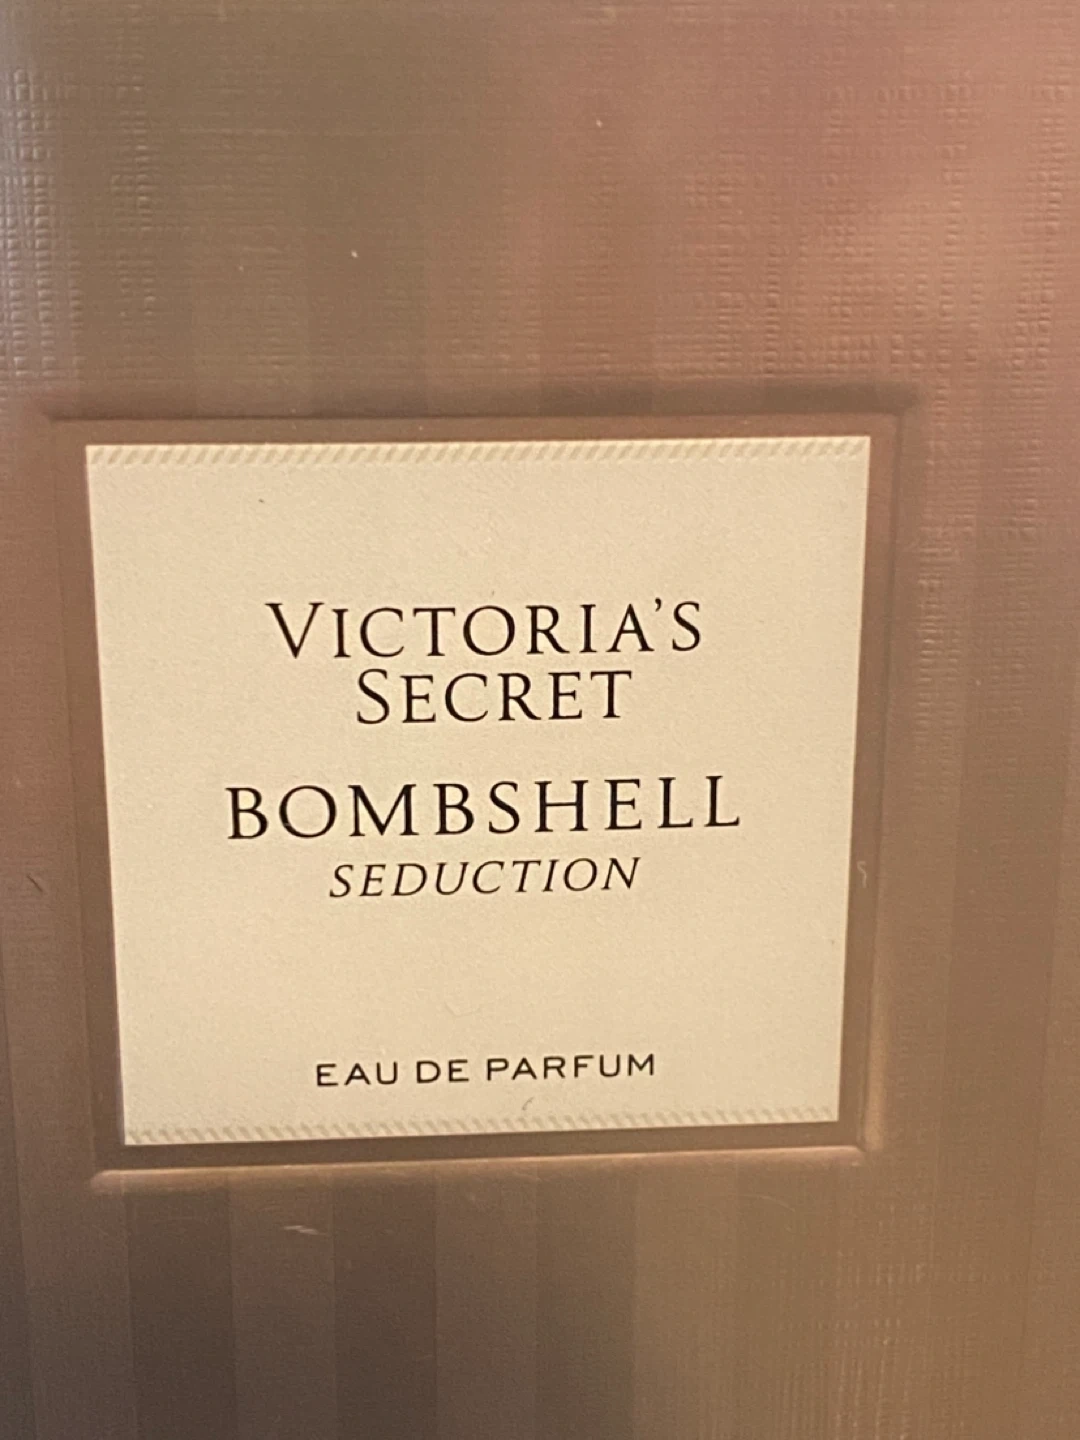 VICTORIA'S
SECRET
BOMBSHELL
SEDUCTION
EAU DE PARFUM